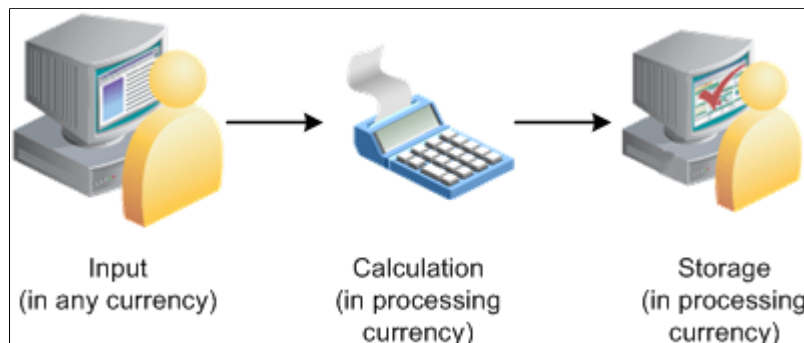 Input
(in any currency)
Calculation
(in processing
currency)
Storage
(in processing
currency)